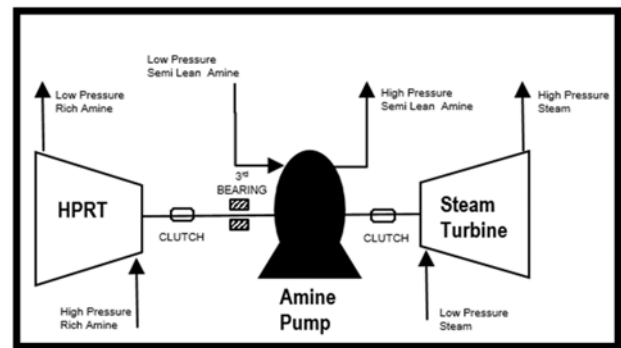 Low Pressure
Rich Amine
Low Pressure
Semi Lean Amine
High Pressure
Semi Lean Amine
High Pressure
Steam
HPRT
3rd
BEARING
CLUTCH
CLUTCH
Steam
Turbine
High Pressure
Rich Amine
Amine
Pump
Low Pressure
Steam